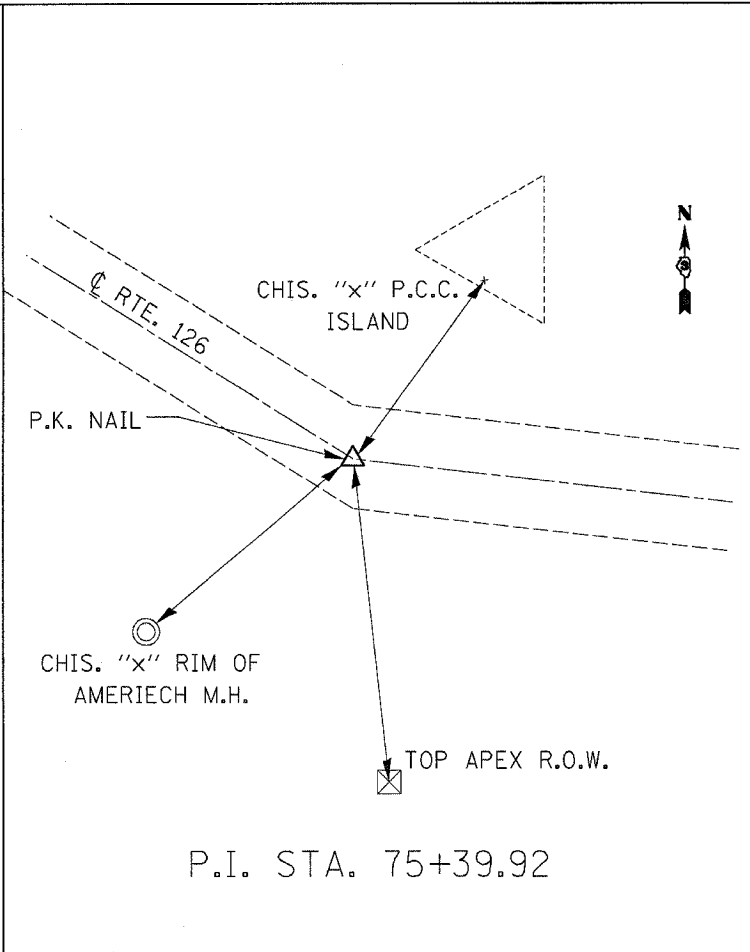 N
℄ RTE. 126
CHIS. "x" P.C.C.
ISLAND
P.K. NAIL
CHIS. "x" RIM OF
AMERIECH M.H.
TOP APEX R.O.W.
P.I. STA. 75+39.92